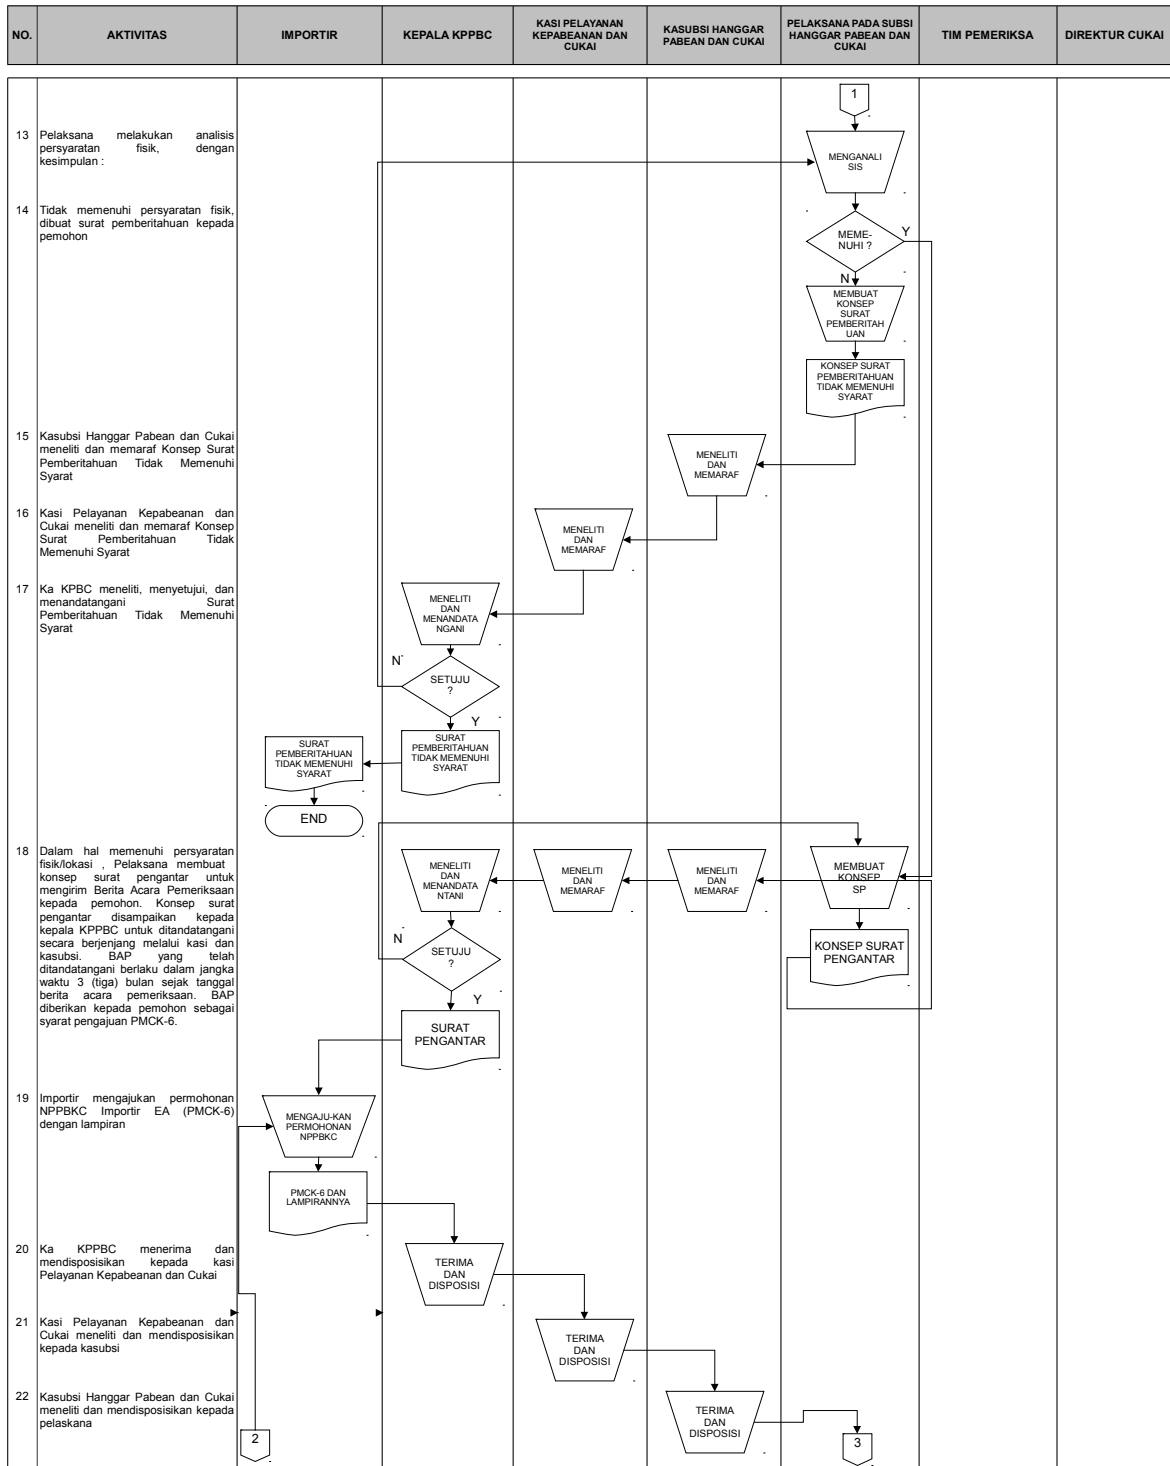 NO.
AKTIVITAS
IMPORTIR
KEPALA KPPBC
KASI PELAYANAN
KEPABEANAN DAN
CUKAI
KASUBSI HANGGAR
PABEAN DAN CUKAI
PELAKSANA PADA SUBSI
HANGGAR PABEAN DAN
CUKAI
TIM PEMERIKSA
DIREKTUR CUKAI
1
13 Pelaksana melakukan analisis
persyaratan fisik, dengan
kesimpulan :
MENGANALI
SIS
14 Tidak memenuhi persyaratan fisik,
dibuat surat pemberitahuan kepada
pemohon
MEME-
NUHI ?
Y
N
MEMBUAT
KONSEP
SURAT
PEMBERITAH
UAN
KONSEP SURAT
PEMBERITAHUAN
TIDAK MEMENUHI
SYARAT
15 Kasubsi Hanggar Pabean dan Cukai
meneliti dan memaraf Konsep Surat
Pemberitahuan Tidak Memenuhi
Syarat
MENELITI
DAN
MEMARAF
16 Kasi Pelayanan Kepabeanan dan
Cukai meneliti dan memaraf Konsep
Surat Pemberitahuan Tidak
Memenuhi Syarat
MENELITI
DAN
MEMARAF
17 Ka KPBC meneliti, menyetujui, dan
menandatangani Surat
Pemberitahuan Tidak Memenuhi
Syarat
MENELITI
DAN
MENANDATA
NGANI
N
SETUJU
?
Y
SURAT
PEMBERITAHUAN
TIDAK MEMENUHI
SYARAT
SURAT
PEMBERITAHUAN
TIDAK MEMENUHI
SYARAT
END
18 Dalam hal memenuhi persyaratan
fisik/lokasi , Pelaksana membuat
konsep surat pengantar untuk
mengirim Berita Acara Pemeriksaan
kepada pemohon. Konsep surat
pengantar disampaikan kepada
kepala KPPBC untuk ditandatangani
secara berjenjang melalui kasi dan
kasubsi. BAP yang telah
ditandatangani berlaku dalam jangka
waktu 3 (tiga) bulan sejak tanggal
berita acara pemeriksaan. BAP
diberikan kepada pemohon sebagai
syarat pengajuan PMCK-6.
MENELITI
DAN
MENANDATA
NTANI
MENELITI
DAN
MEMARAF
MENELITI
DAN
MEMARAF
MEMBUAT
KONSEP
SP
N
SETUJU
?
Y
KONSEP SURAT
PENGANTAR
SURAT
PENGANTAR
19 Importir mengajukan permohonan
NPPBKC Importir EA (PMCK-6)
dengan lampiran
MENGAJU-KAN
PERMOHONAN
NPPBKC
PMCK-6 DAN
LAMPIRANNYA
20 Ka KPPBC menerima dan
mendisposisikan kepada kasi
Pelayanan Kepabeanan dan Cukai
TERIMA
DAN
DISPOSISI
21 Kasi Pelayanan Kepabeanan dan
Cukai meneliti dan mendisposisikan
kepada kasubsi
TERIMA
DAN
DISPOSISI
22 Kasubsi Hanggar Pabean dan Cukai
meneliti dan mendisposisikan kepada
pelaskana
TERIMA
DAN
DISPOSISI
2
3